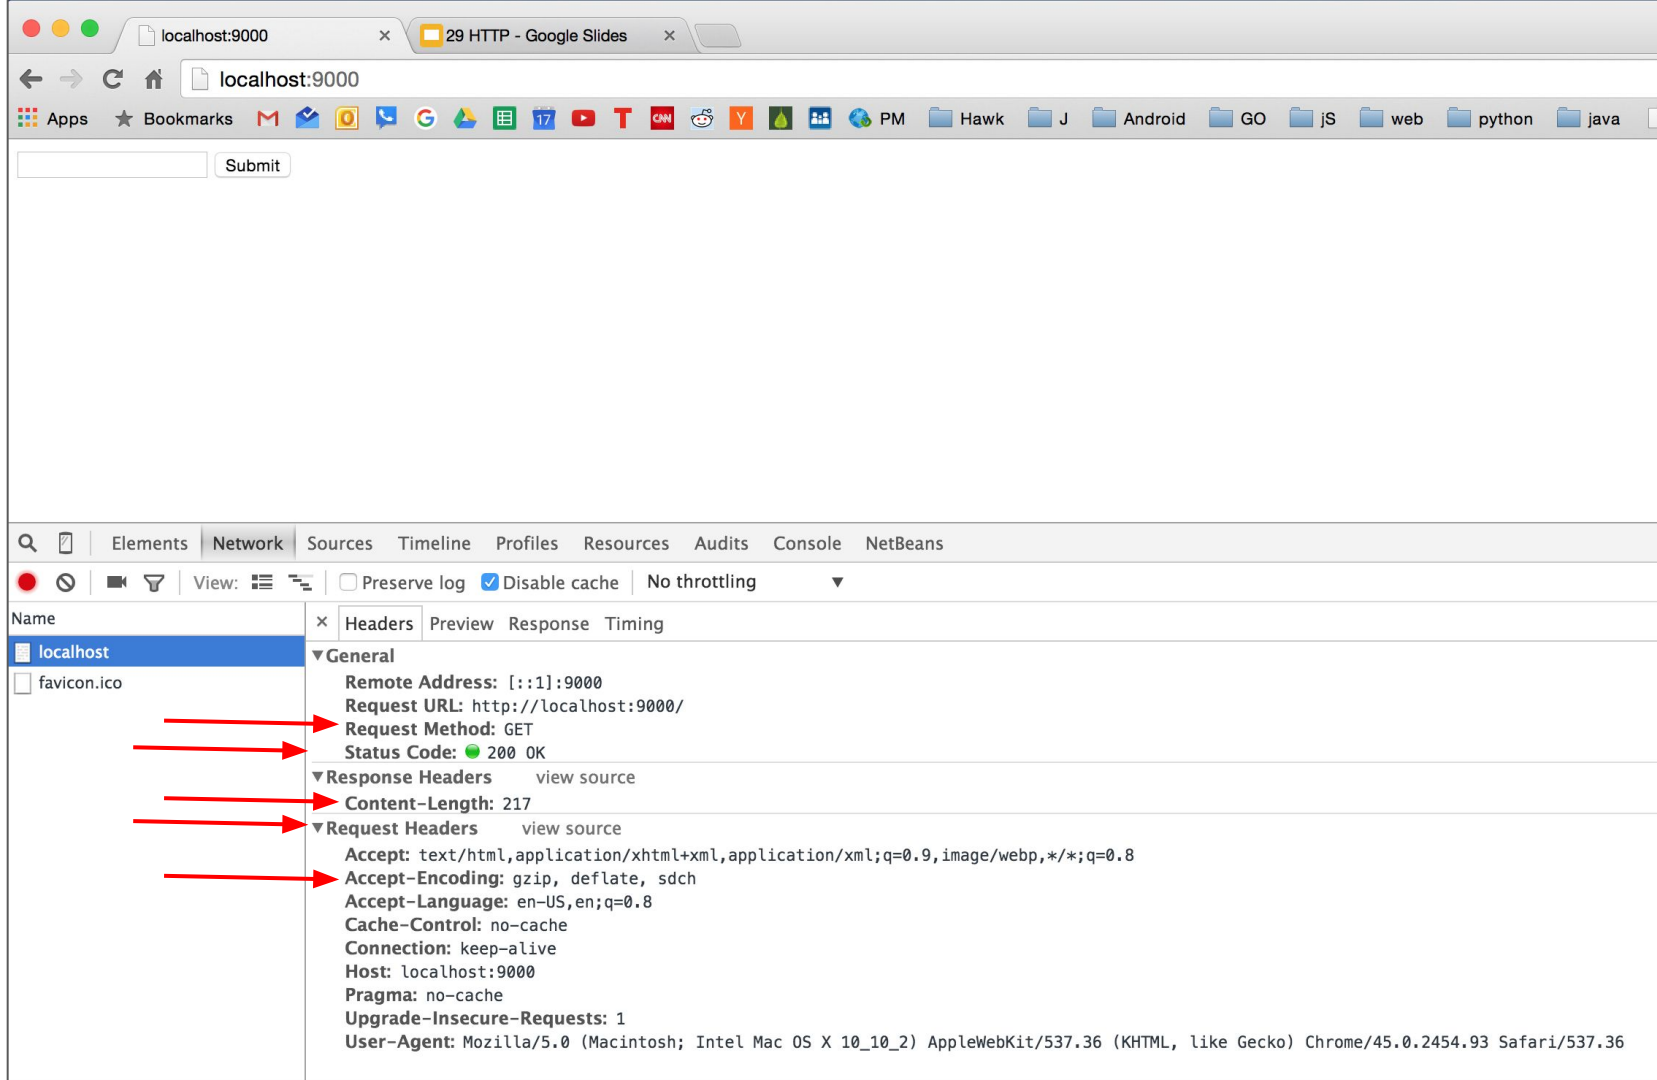 localhost:9000
29 HTTP - Google Slides
localhost:9000
Apps Bookmarks 17 CNN Y PM Hawk J Android GO jS web python java
Submit
Elements Network Sources Timeline Profiles Resources Audits Console NetBeans
View: Preserve log Disable cache No throttling
Name
Headers Preview Response Timing
localhost
favicon.ico
General
Remote Address: [::1]:9000
Request URL: http://localhost:9000/
Request Method: GET
Status Code: 200 OK
Response Headers view source
Content-Length: 217
Request Headers view source
Accept: text/html,application/xhtml+xml,application/xml;q=0.9,image/webp,*/*;q=0.8
Accept-Encoding: gzip, deflate, sdch
Accept-Language: en-US,en;q=0.8
Cache-Control: no-cache
Connection: keep-alive
Host: localhost:9000
Pragma: no-cache
Upgrade-Insecure-Requests: 1
User-Agent: Mozilla/5.0 (Macintosh; Intel Mac OS X 10_10_2) AppleWebKit/537.36 (KHTML, like Gecko) Chrome/45.0.2454.93 Safari/537.36